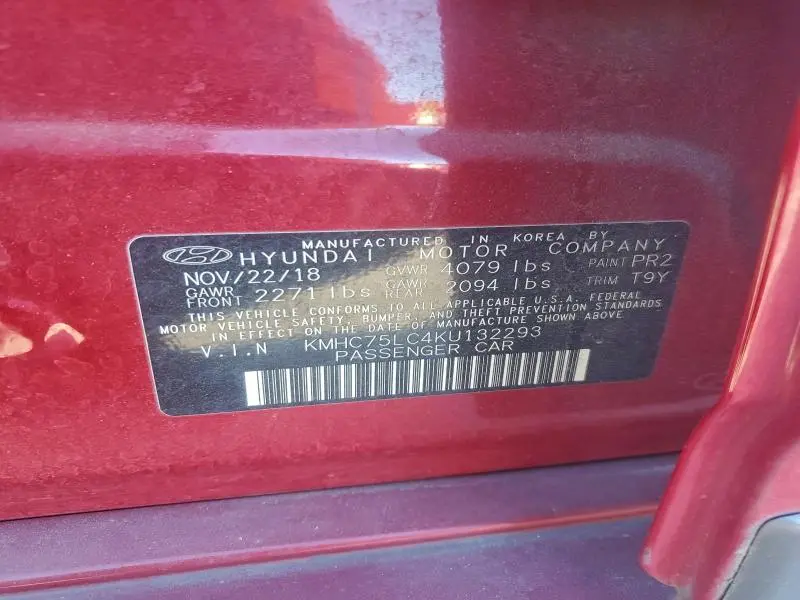 MANUFACTURED IN KOREA BY
HYUNDAI MOTOR COMPANY
NOV/22/18 GVWR 4079 lbs PAINT PR2
GAWR FRONT 2271 lbs GAWR REAR 2094 lbs TRIM T9Y
THIS VEHICLE CONFORMS TO ALL APPLICABLE U.S.A. FEDERAL
MOTOR VEHICLE SAFETY, BUMPER, AND THEFT PREVENTION STANDARDS
IN EFFECT ON THE DATE OF MANUFACTURE SHOWN ABOVE
V.I.N KMHC75LC4KU132293
PASSENGER CAR